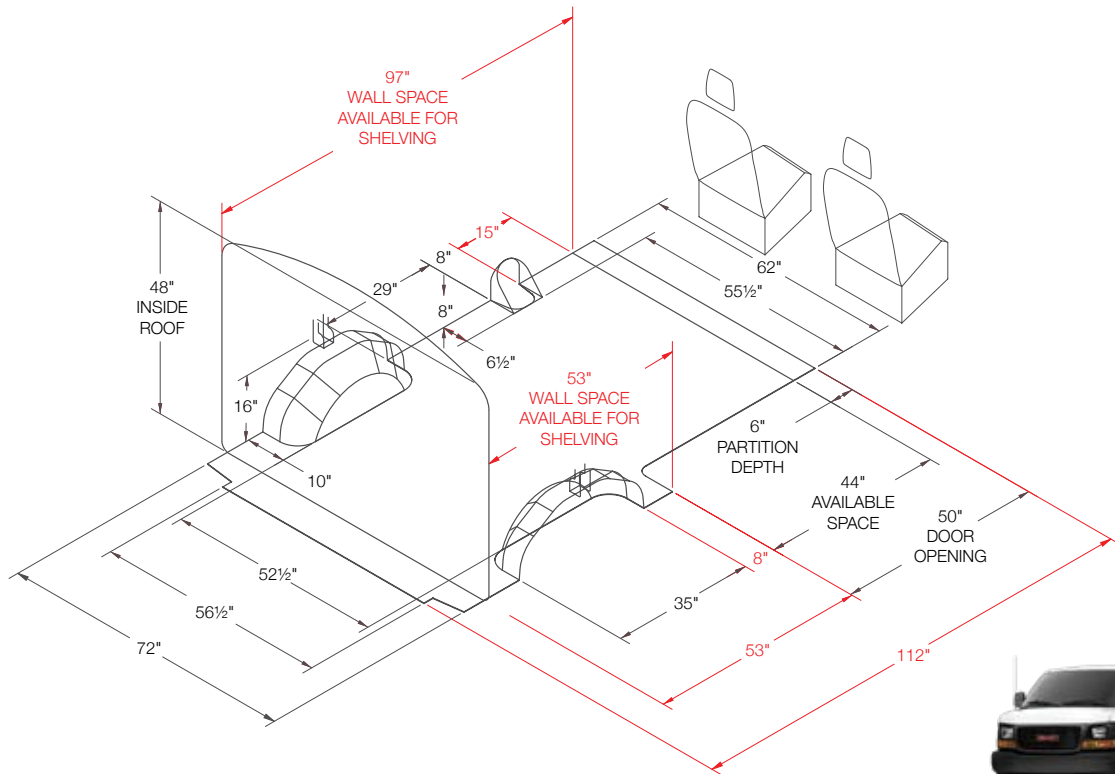 97"
WALL SPACE
AVAILABLE FOR
SHELVING
15"
8"
62"
48"
INSIDE
ROOF
29"
55½"
8"
6½"
53"
WALL SPACE
AVAILABLE FOR
SHELVING
16"
6"
PARTITION
DEPTH
10"
44"
AVAILABLE
SPACE
50"
DOOR
OPENING
8"
52½"
35"
56½"
72"
53"
112"